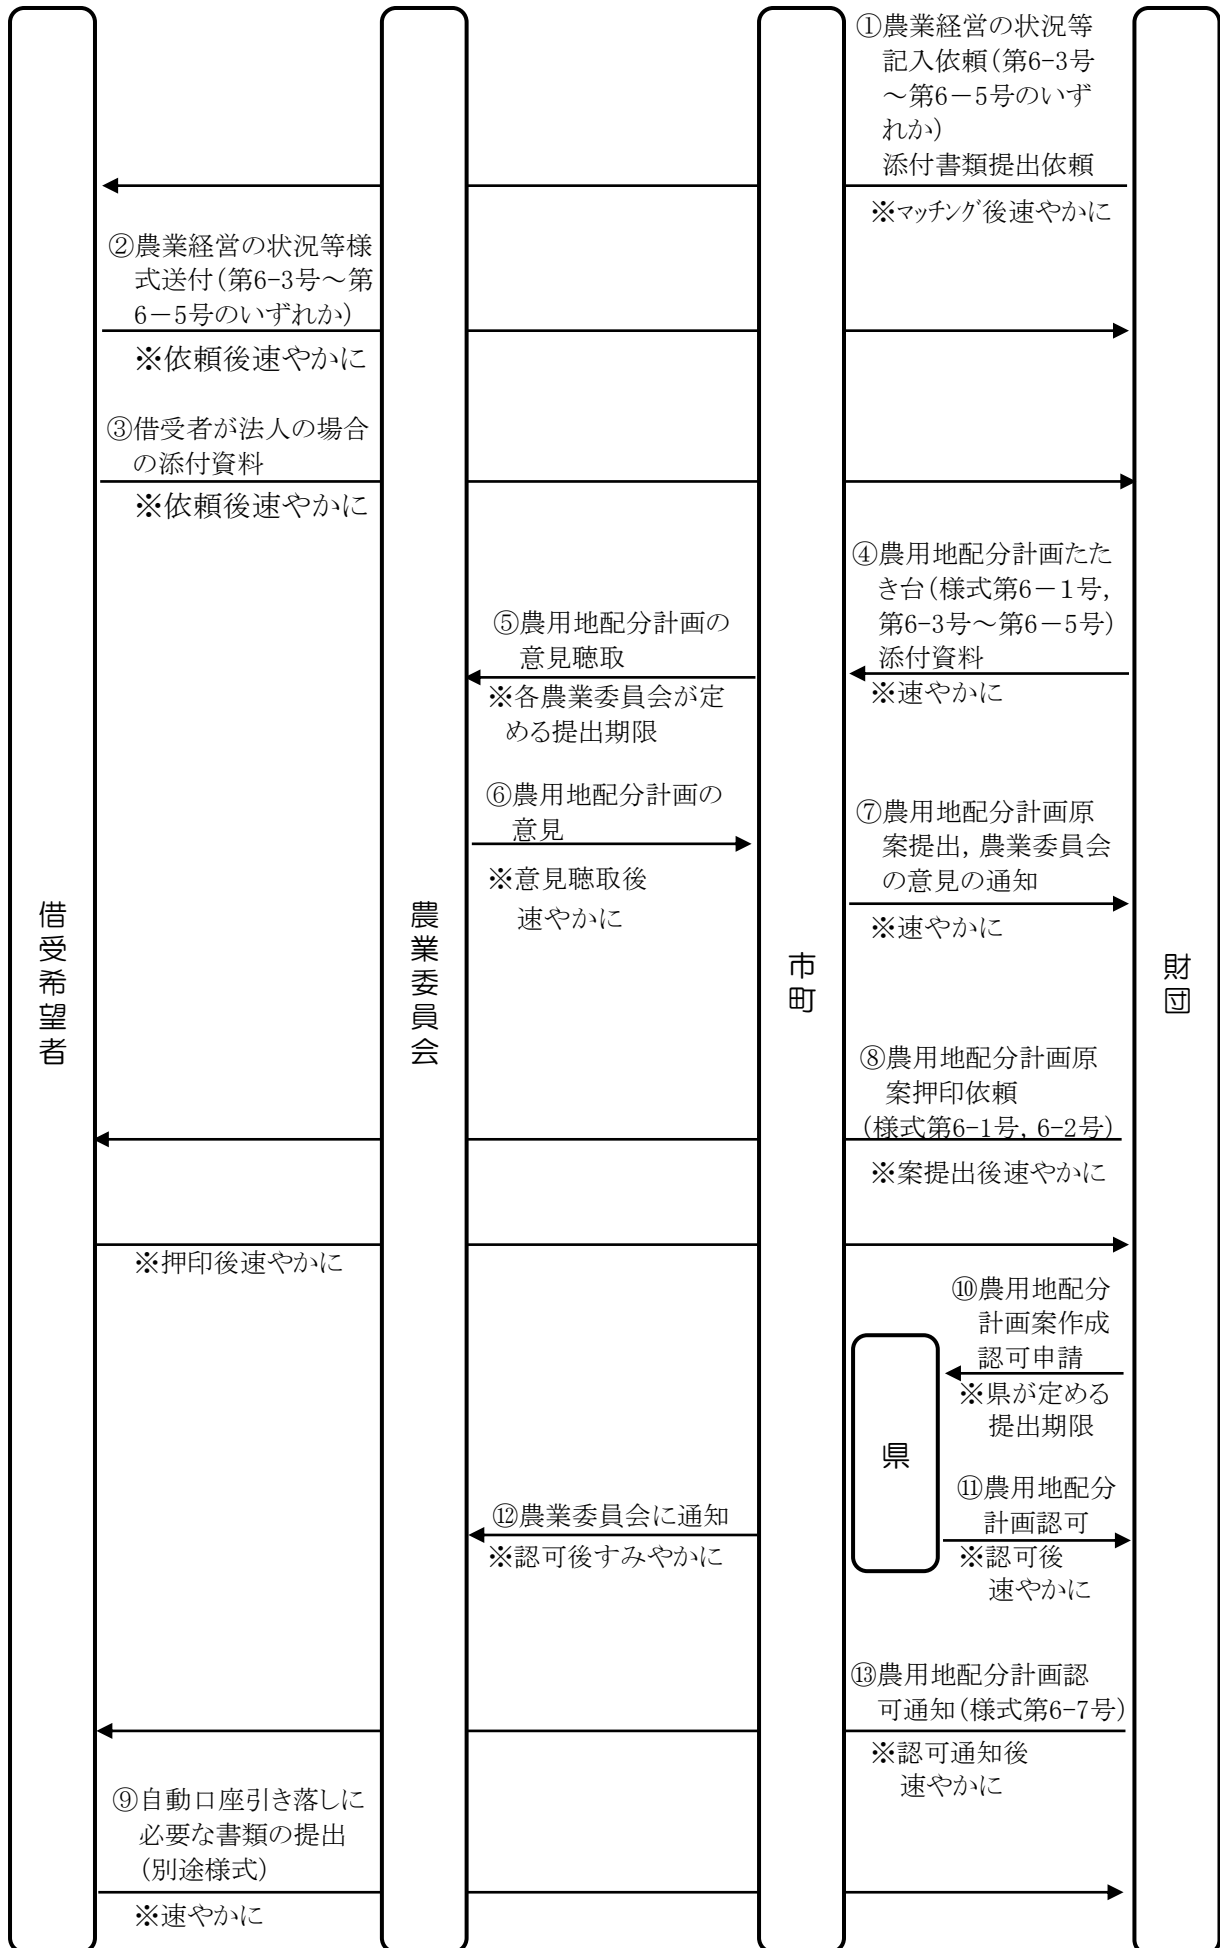 ①農業経営の状況等
記入依頼(第6-3号
～第6－5号のいず
れか)
添付書類提出依頼
※マッチング後速やかに
②農業経営の状況等様
式送付(第6-3号～第
6－5号のいずれか)
※依頼後速やかに
③借受者が法人の場合
の添付資料
※依頼後速やかに
④農用地配分計画たた
き台(様式第6－1号,
第6-3号～第6－5号)
添付資料
※速やかに
⑤農用地配分計画の
意見聴取
※各農業委員会が定
める提出期限
⑥農用地配分計画の
意見
※意見聴取後
速やかに
⑦農用地配分計画原
案提出, 農業委員会
の意見の通知
※速やかに
借受希望者
農業委員会
市町
財団
⑧農用地配分計画原
案押印依頼
(様式第6-1号, 6-2号)
※案提出後速やかに
※押印後速やかに
⑩農用地配分
計画案作成
認可申請
※県が定める
提出期限
県
⑪農用地配分
計画認可
※認可後
速やかに
⑫農業委員会に通知
※認可後すみやかに
⑬農用地配分計画認
可通知(様式第6-7号)
※認可通知後
速やかに
⑨自動口座引き落しに
必要な書類の提出
(別途様式)
※速やかに